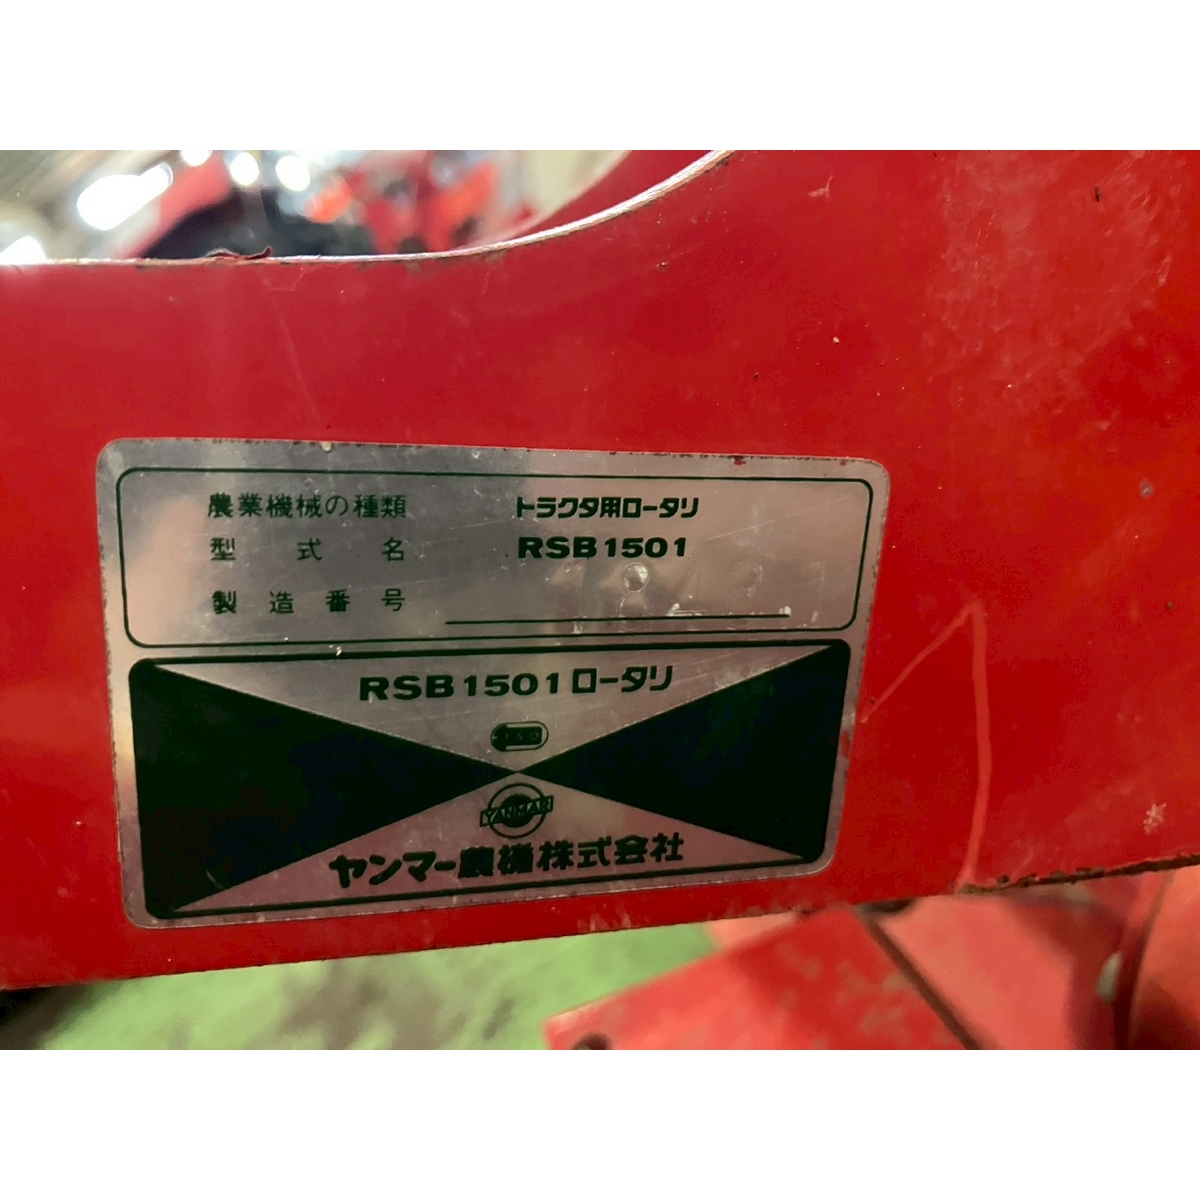 農業機械の種類 トラクタ用ロータリ
型式名 RSB1501
製造番号
RSB1501ロータリ
YANMAR
ヤンマー農機株式会社